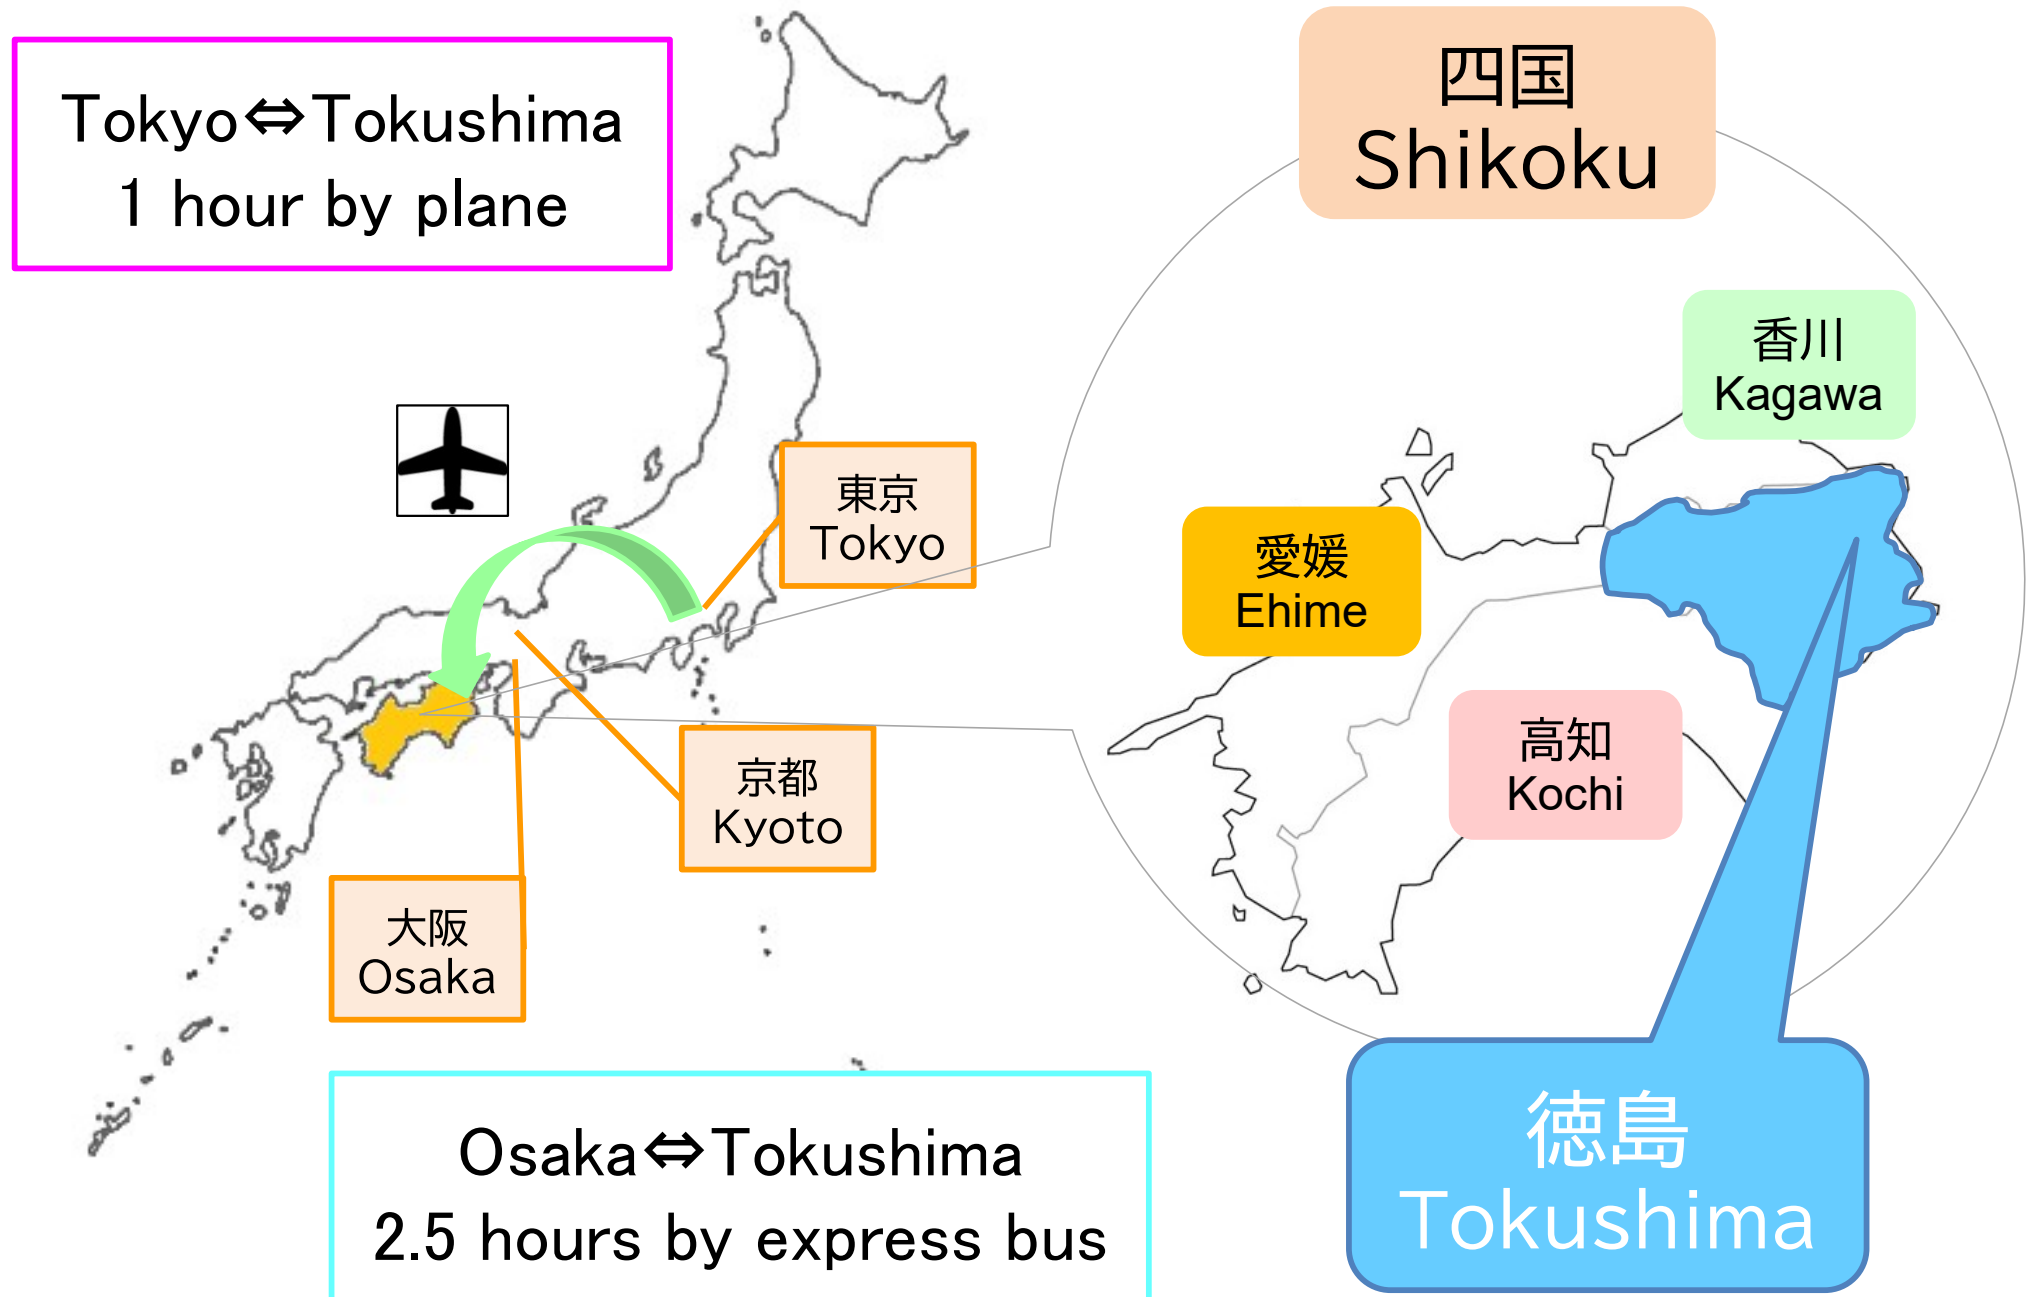 Tokyo⇔Tokushima
1 hour by plane
四国
Shikoku
香川
Kagawa
東京
Tokyo
愛媛
Ehime
高知
Kochi
京都
Kyoto
大阪
Osaka
Osaka⇔Tokushima
2.5 hours by express bus
徳島
Tokushima